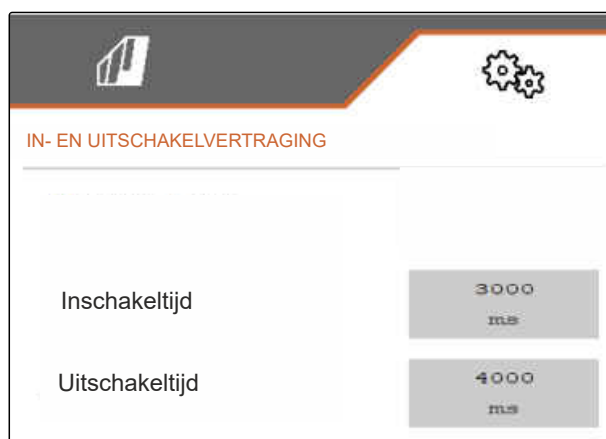 IN- EN UITSCHAKELVERTRAGING
Inschakeltijd
3000
ms
Uitschakeltijd
4000
ms